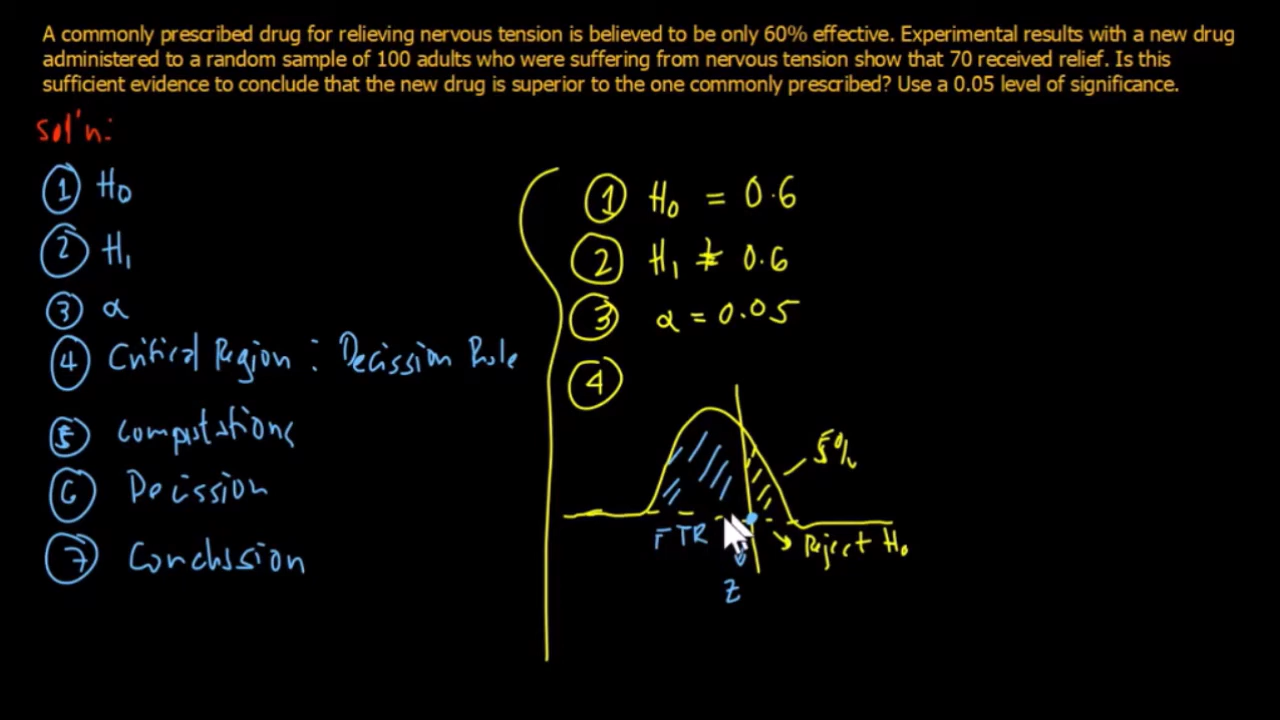 A commonly prescribed drug for relieving nervous tension is believed to be only 60% effective. Experimental results with a new drug
administered to a random sample of 100 adults who were suffering from nervous tension show that 70 received relief. Is this
sufficient evidence to conclude that the new drug is superior to the one commonly prescribed? Use a 0.05 level of significance.
Sol'n:
① H₀
② H₁
③ α
④ Critical Region : Decission Rule
⑤ Computations
⑥ Decission
⑦ Conclusion
① H₀ = 0.6
② H₁ ≠ 0.6
③ α = 0.05
④
5%
FTR
Reject H₀
Z